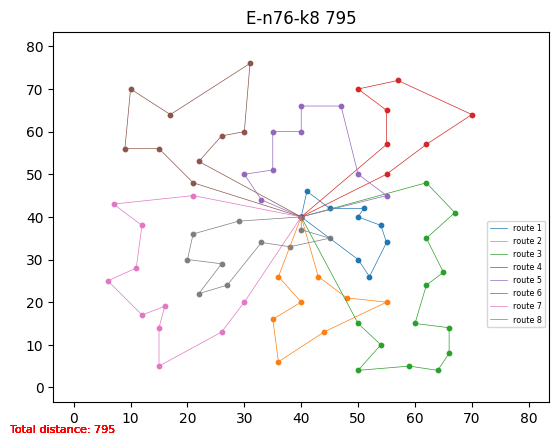 E-n76-k8 795
80
70
60
50
40
30
20
10
0
route 1
route 2
route 3
route 4
route 5
route 6
route 7
route 8
0 10 20 30 40 50 60 70 80
Total distance: 795